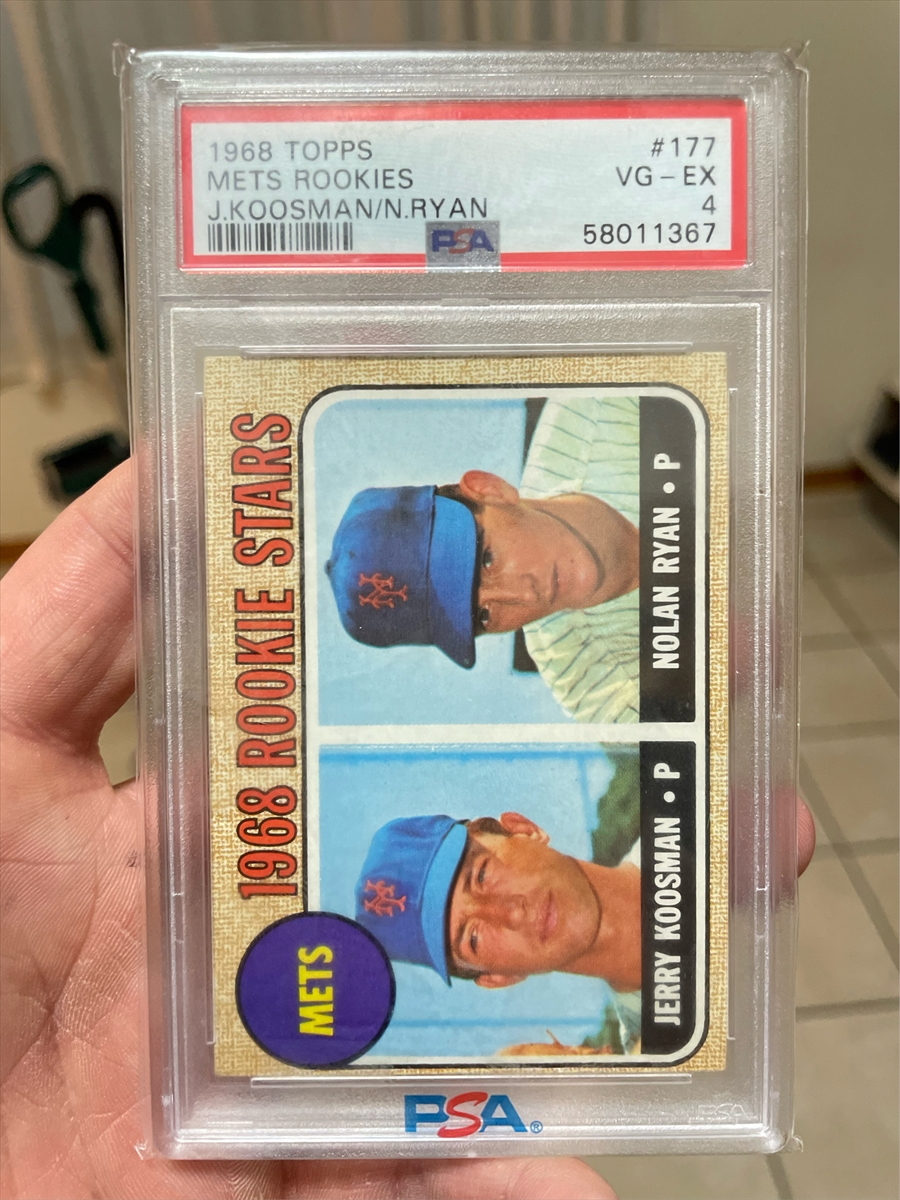 1968 TOPPS
#177
METS ROOKIES
VG - EX
J.KOOSMAN/N.RYAN
4
PSA
58011367
1968 ROOKIE STARS
METS
JERRY KOOSMAN • P
NOLAN RYAN • P
PSA®
PSA